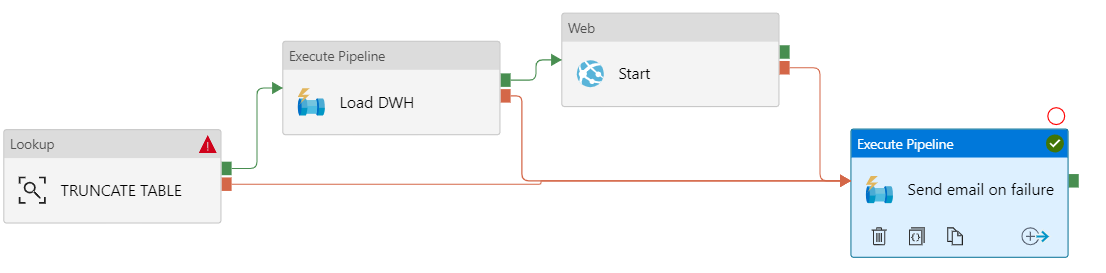 Web
Start
Execute Pipeline
Load DWH
Lookup
TRUNCATE TABLE
Execute Pipeline
Send email on failure